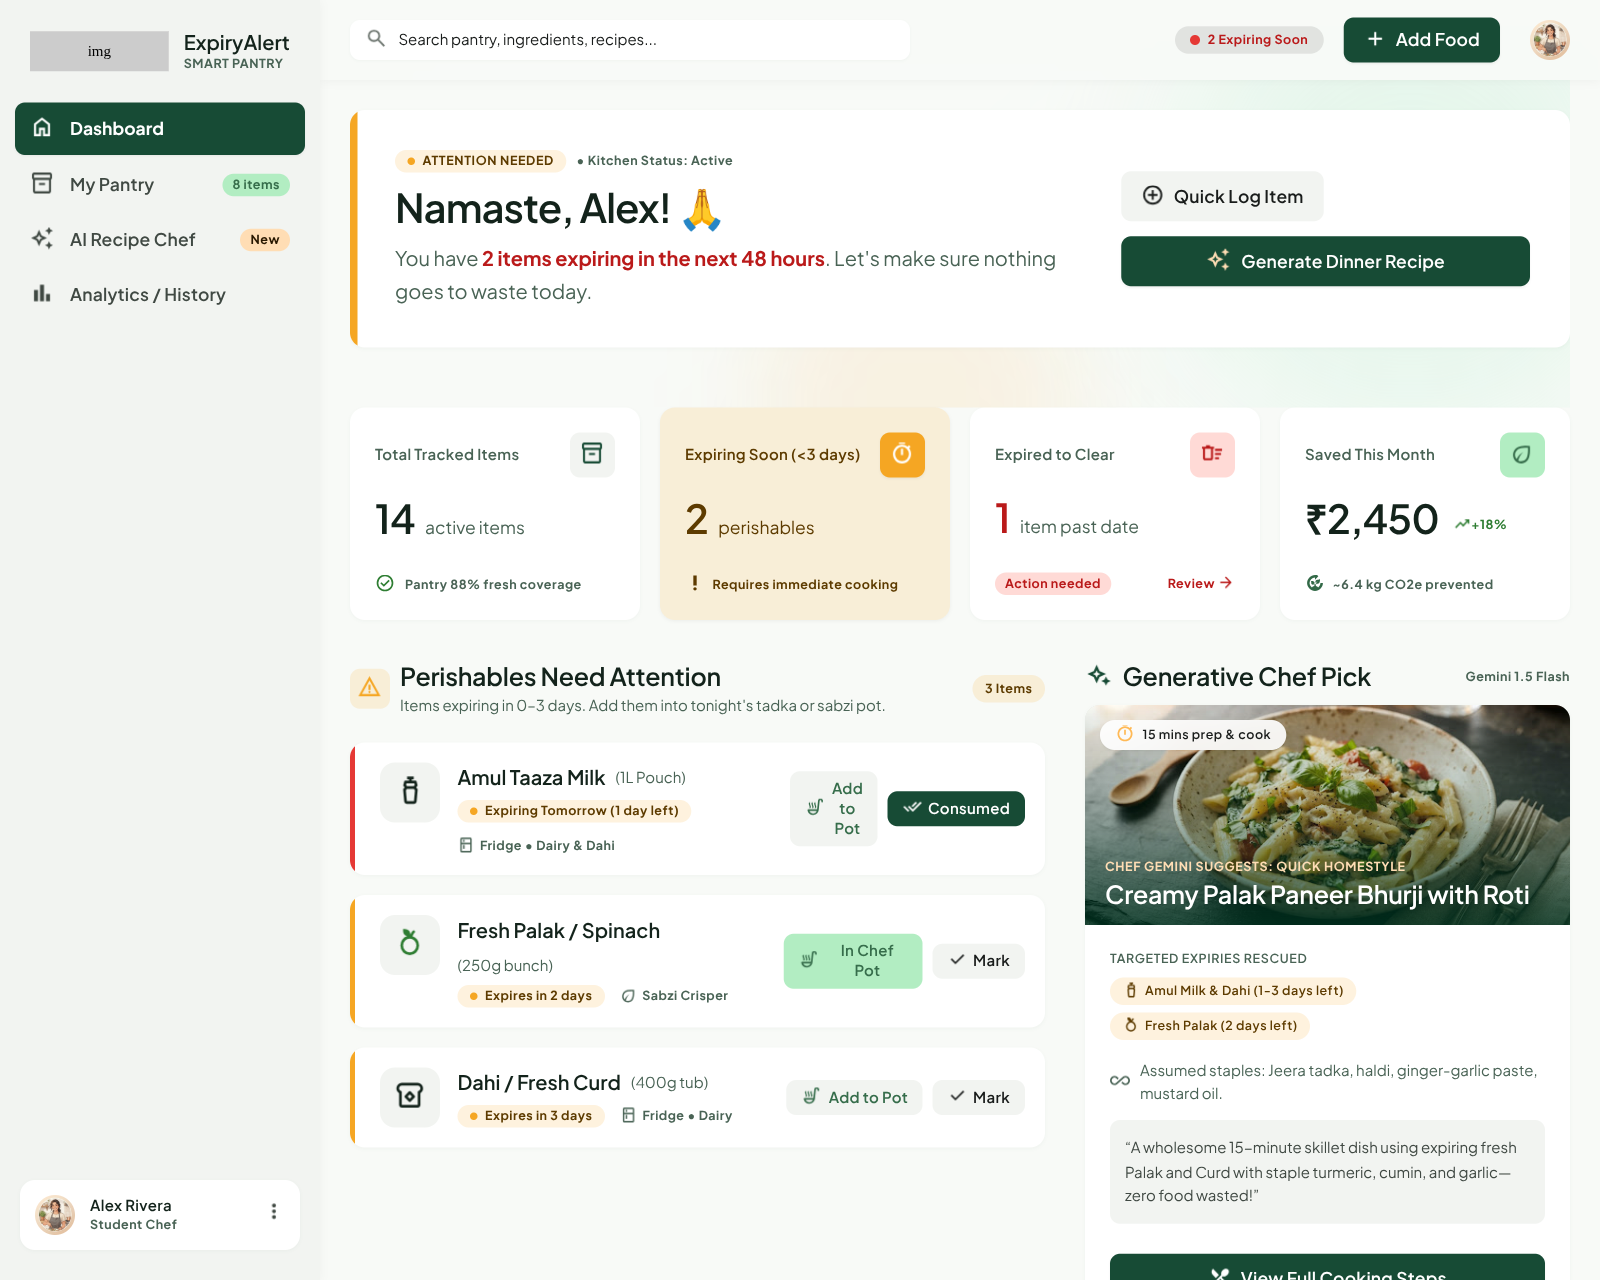 img
ExpiryAlert
SMART PANTRY
Dashboard
My Pantry
8 items
AI Recipe Chef
New
Analytics / History
Alex Rivera
Student Chef
Search pantry, ingredients, recipes...
2 Expiring Soon
Add Food
ATTENTION NEEDED
• Kitchen Status: Active
Namaste, Alex! 🙏
You have 2 items expiring in the next 48 hours. Let's make sure nothing
goes to waste today.
Quick Log Item
Generate Dinner Recipe
Total Tracked Items
14 active items
Pantry 88% fresh coverage
Expiring Soon (<3 days)
2 perishables
Requires immediate cooking
Expired to Clear
1 item past date
Action needed
Review →
Saved This Month
₹2,450 +18%
~6.4 kg CO2e prevented
Perishables Need Attention
Items expiring in 0–3 days. Add them into tonight's tadka or sabzi pot.
3 Items
Amul Taaza Milk (1L Pouch)
Expiring Tomorrow (1 day left)
Fridge • Dairy & Dahi
Add
to
Pot
Consumed
Fresh Palak / Spinach
(250g bunch)
Expires in 2 days
Sabzi Crisper
In Chef
Pot
Mark
Dahi / Fresh Curd (400g tub)
Expires in 3 days
Fridge • Dairy
Add to Pot
Mark
Generative Chef Pick
Gemini 1.5 Flash
15 mins prep & cook
CHEF GEMINI SUGGESTS: QUICK HOMESTYLE
Creamy Palak Paneer Bhurji with Roti
TARGETED EXPIRIES RESCUED
Amul Milk & Dahi (1-3 days left)
Fresh Palak (2 days left)
Assumed staples: Jeera tadka, haldi, ginger-garlic paste,
mustard oil.
“A wholesome 15–minute skillet dish using expiring fresh
Palak and Curd with staple turmeric, cumin, and garlic—
zero food wasted!”
View Full Cooking Steps